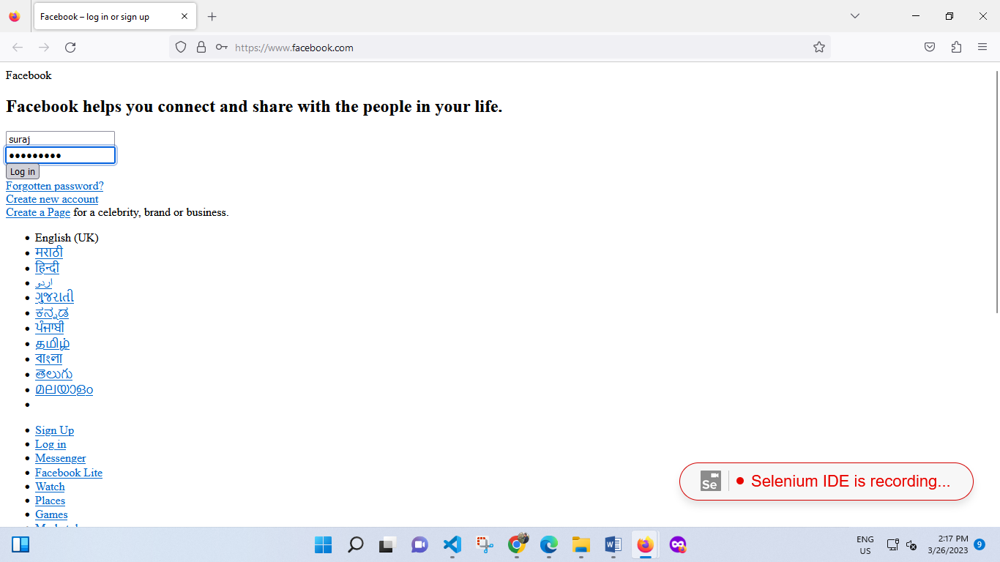 Facebook – log in or sign up
https://www.facebook.com
Facebook
Facebook helps you connect and share with the people in your life.
suraj
•••••••••
Log in
Forgotten password?
Create new account
Create a Page for a celebrity, brand or business.
English (UK)
मराठी
हिन्दी
اردو
ગુજરાતી
ಕನ್ನಡ
ਪੰਜਾਬੀ
தமிழ்
বাংলা
తెలుగు
മലയാളം
Sign Up
Log in
Messenger
Facebook Lite
Watch
Places
Games
Se Selenium IDE is recording...
ENG
US
2:17 PM
3/26/2023
9